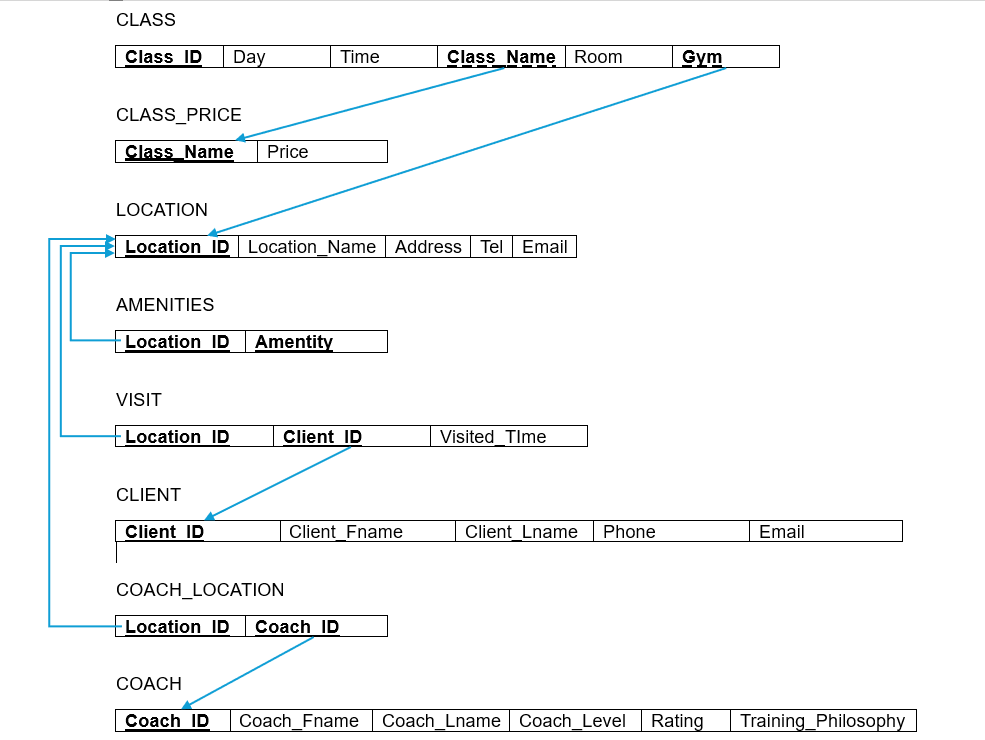 CLASS
Class_ID Day Time Class_Name Room Gym
CLASS_PRICE
Class_Name Price
LOCATION
Location_ID Location_Name Address Tel Email
AMENITIES
Location_ID Amentity
VISIT
Location_ID Client_ID Visited_TIme
CLIENT
Client_ID Client_Fname Client_Lname Phone Email
COACH_LOCATION
Location_ID Coach_ID
COACH
Coach_ID Coach_Fname Coach_Lname Coach_Level Rating Training_Philosophy